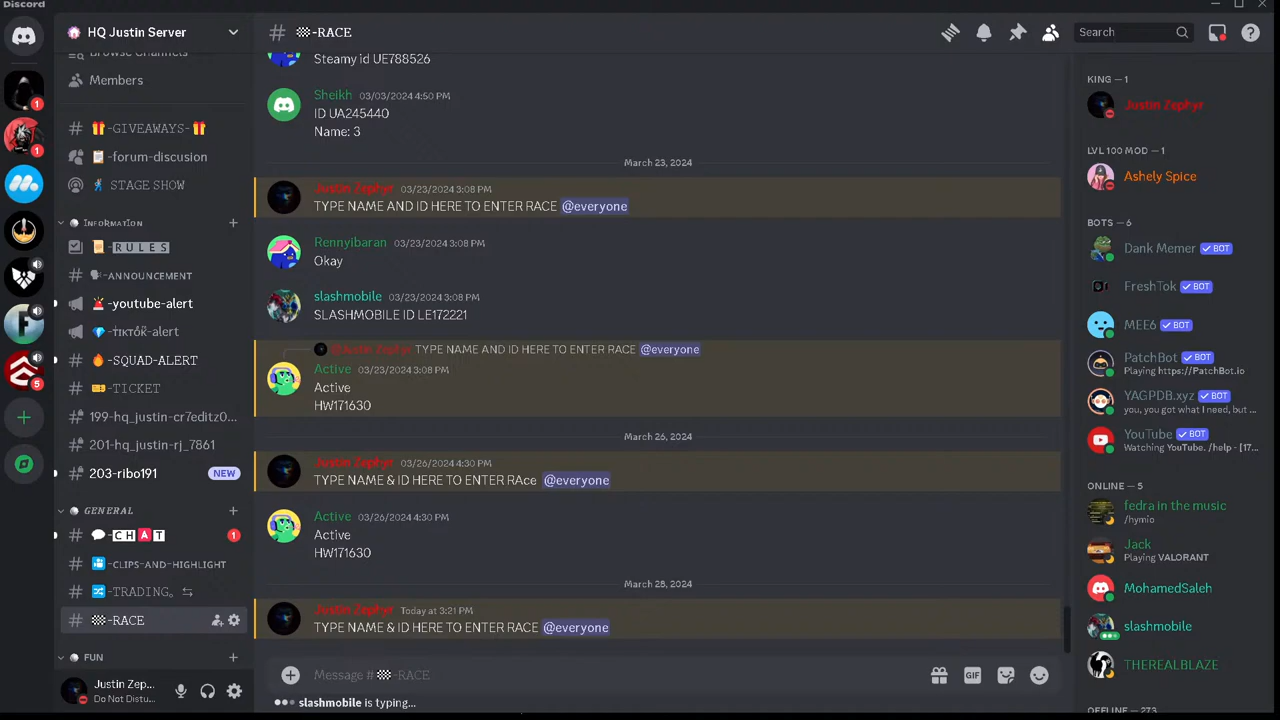 Discord
HQ Justin Server
Browse Channels
Members
-GIVEAWAYS-
-forum-discusion
STAGE SHOW
INFORMATION
-RULES
-ANNOUNCEMENT
-youtube-alert
-alert
-SQUAD-ALERT
-TICKET
199-hq_justin-cr7editz0...
201-hq_justin-rj_7861
203-ribo191
NEW
GENERAL
-CHAT
1
-CLIPS-AND-HIGHLIGHT
-TRADING。
-RACE
FUN
Justin Zep...
Do Not Distu...
1
1
5
-RACE
Search
Steamy id UE788526
Sheikh 03/03/2024 4:50 PM
ID UA245440
Name: 3
March 23, 2024
Justin Zephyr 03/23/2024 3:08 PM
TYPE NAME AND ID HERE TO ENTER RACE @everyone
Rennyibaran 03/23/2024 3:08 PM
Okay
slashmobile 03/23/2024 3:08 PM
SLASHMOBILE ID LE172221
@Justin Zephyr TYPE NAME AND ID HERE TO ENTER RACE @everyone
Active 03/23/2024 3:08 PM
Active
HW171630
March 26, 2024
Justin Zephyr 03/26/2024 4:30 PM
TYPE NAME & ID HERE TO ENTER RAce @everyone
Active 03/26/2024 4:30 PM
Active
HW171630
March 28, 2024
Justin Zephyr Today at 3:21 PM
TYPE NAME & ID HERE TO ENTER RACE @everyone
Message # -RACE
GIF
slashmobile is typing...
KING — 1
Justin Zephyr
LVL 100 MOD — 1
Ashely Spice
BOTS — 6
Dank Memer BOT
FreshTok BOT
MEE6 BOT
PatchBot BOT
Playing https://PatchBot.io
YAGPDB.xyz BOT
you, you got what I need, but ...
YouTube BOT
Watching YouTube. /help - [17...
ONLINE — 5
fedra in the music
/hymio
Jack
Playing VALORANT
MohamedSaleh
slashmobile
THEREALBLAZE
OFFLINE — 273